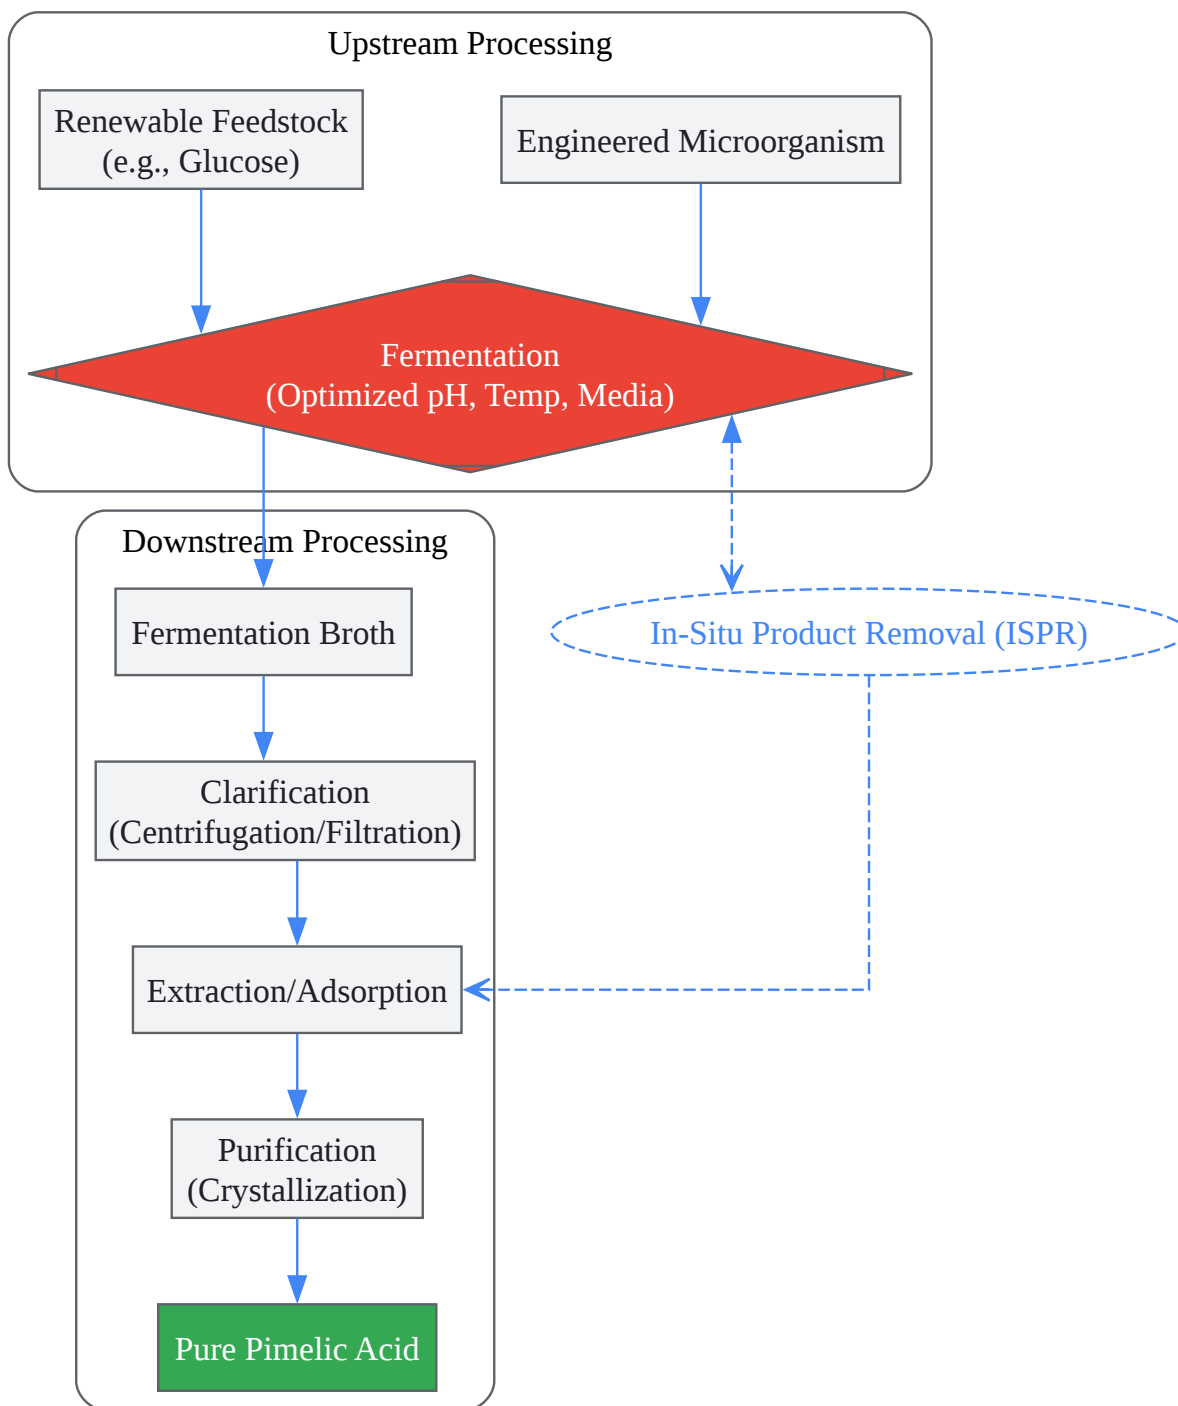 Upstream Processing
Renewable Feedstock
(e.g., Glucose)
Engineered Microorganism
Fermentation
(Optimized pH, Temp, Media)
Downstream Processing
Fermentation Broth
In-Situ Product Removal (ISPR)
Clarification
(Centrifugation/Filtration)
Extraction/Adsorption
Purification
(Crystallization)
Pure Pimelic Acid